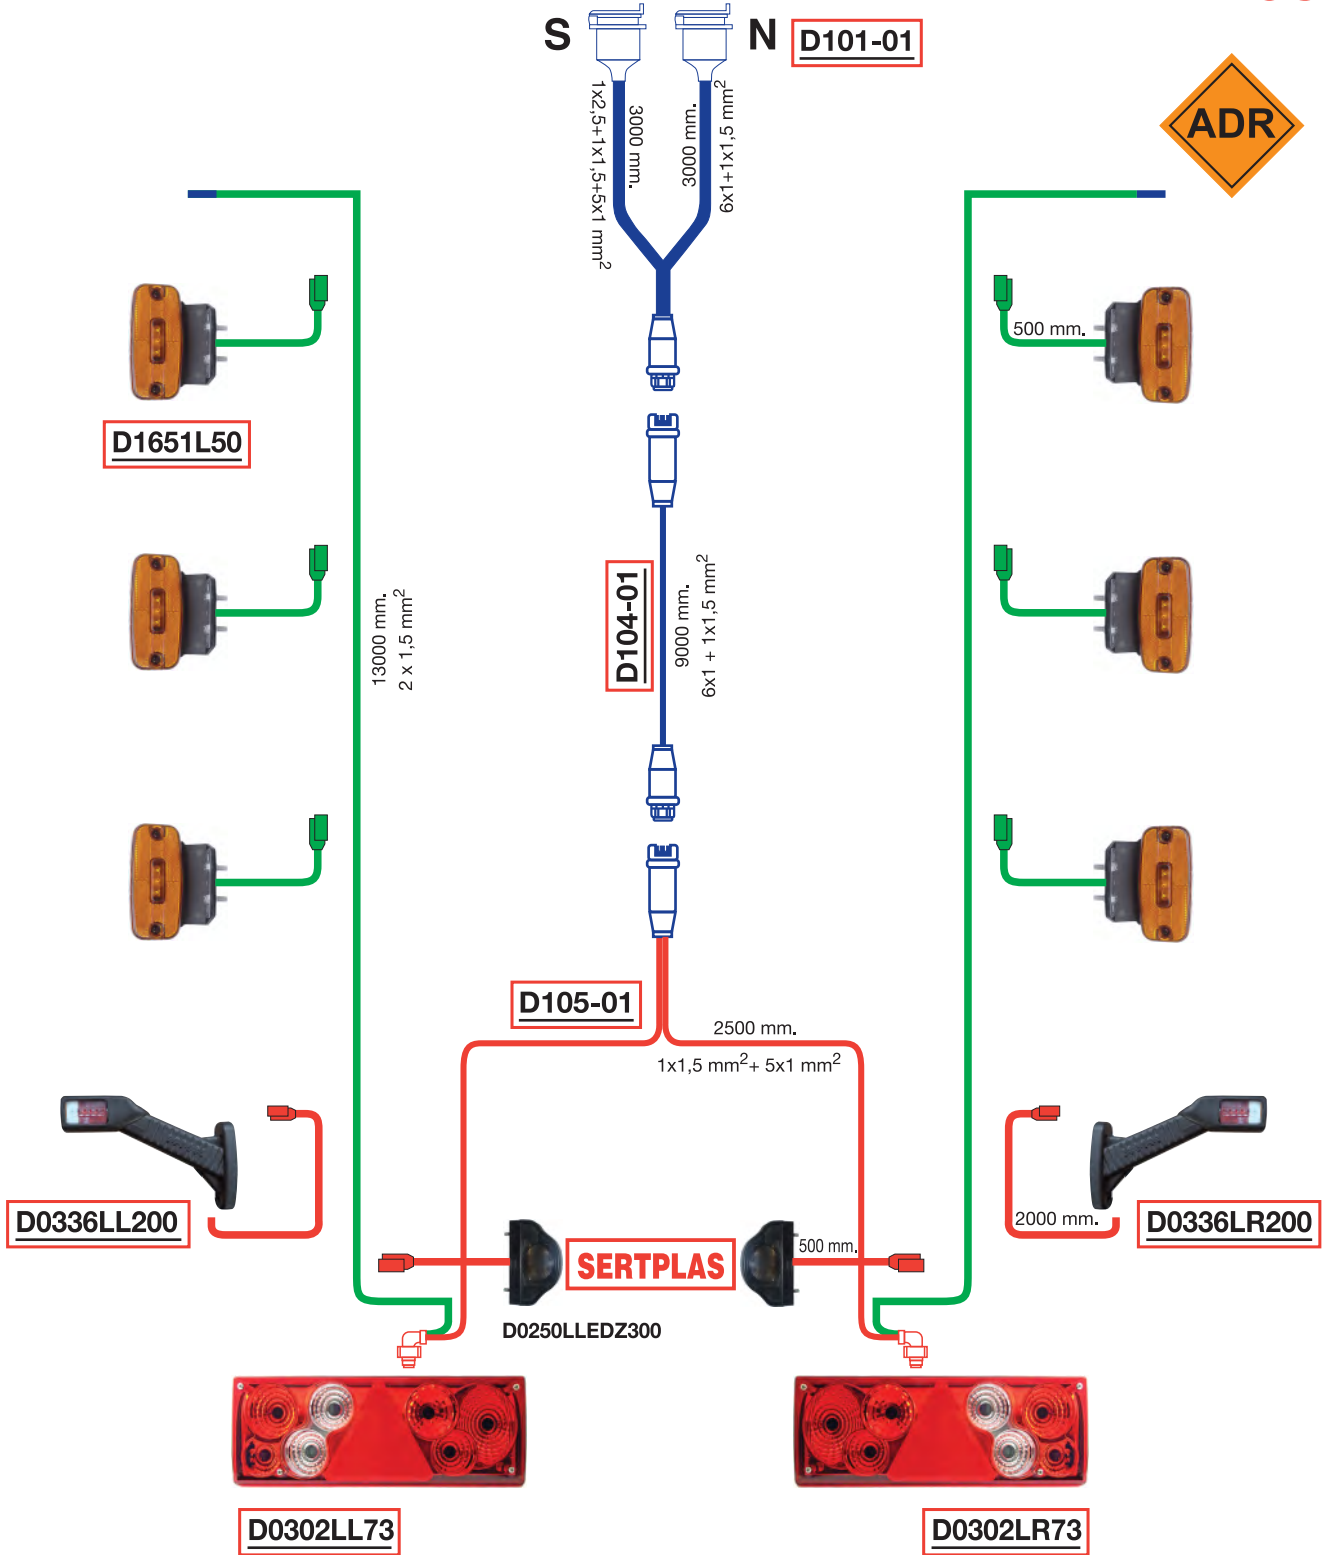 S
N
D101-01
1x2,5+1x1,5+5x1 mm²
3000 mm.
3000 mm.
6x1+1x1,5 mm²
ADR
500 mm.
D1651L50
13000 mm.
2 x 1,5 mm²
D104-01
9000 mm.
6x1 + 1x1,5 mm²
D105-01
2500 mm.
1x1,5 mm²+ 5x1 mm²
D0336LL200
2000 mm.
D0336LR200
SERTPLAS
500 mm.
D0250LLEDZ300
D0302LL73
D0302LR73